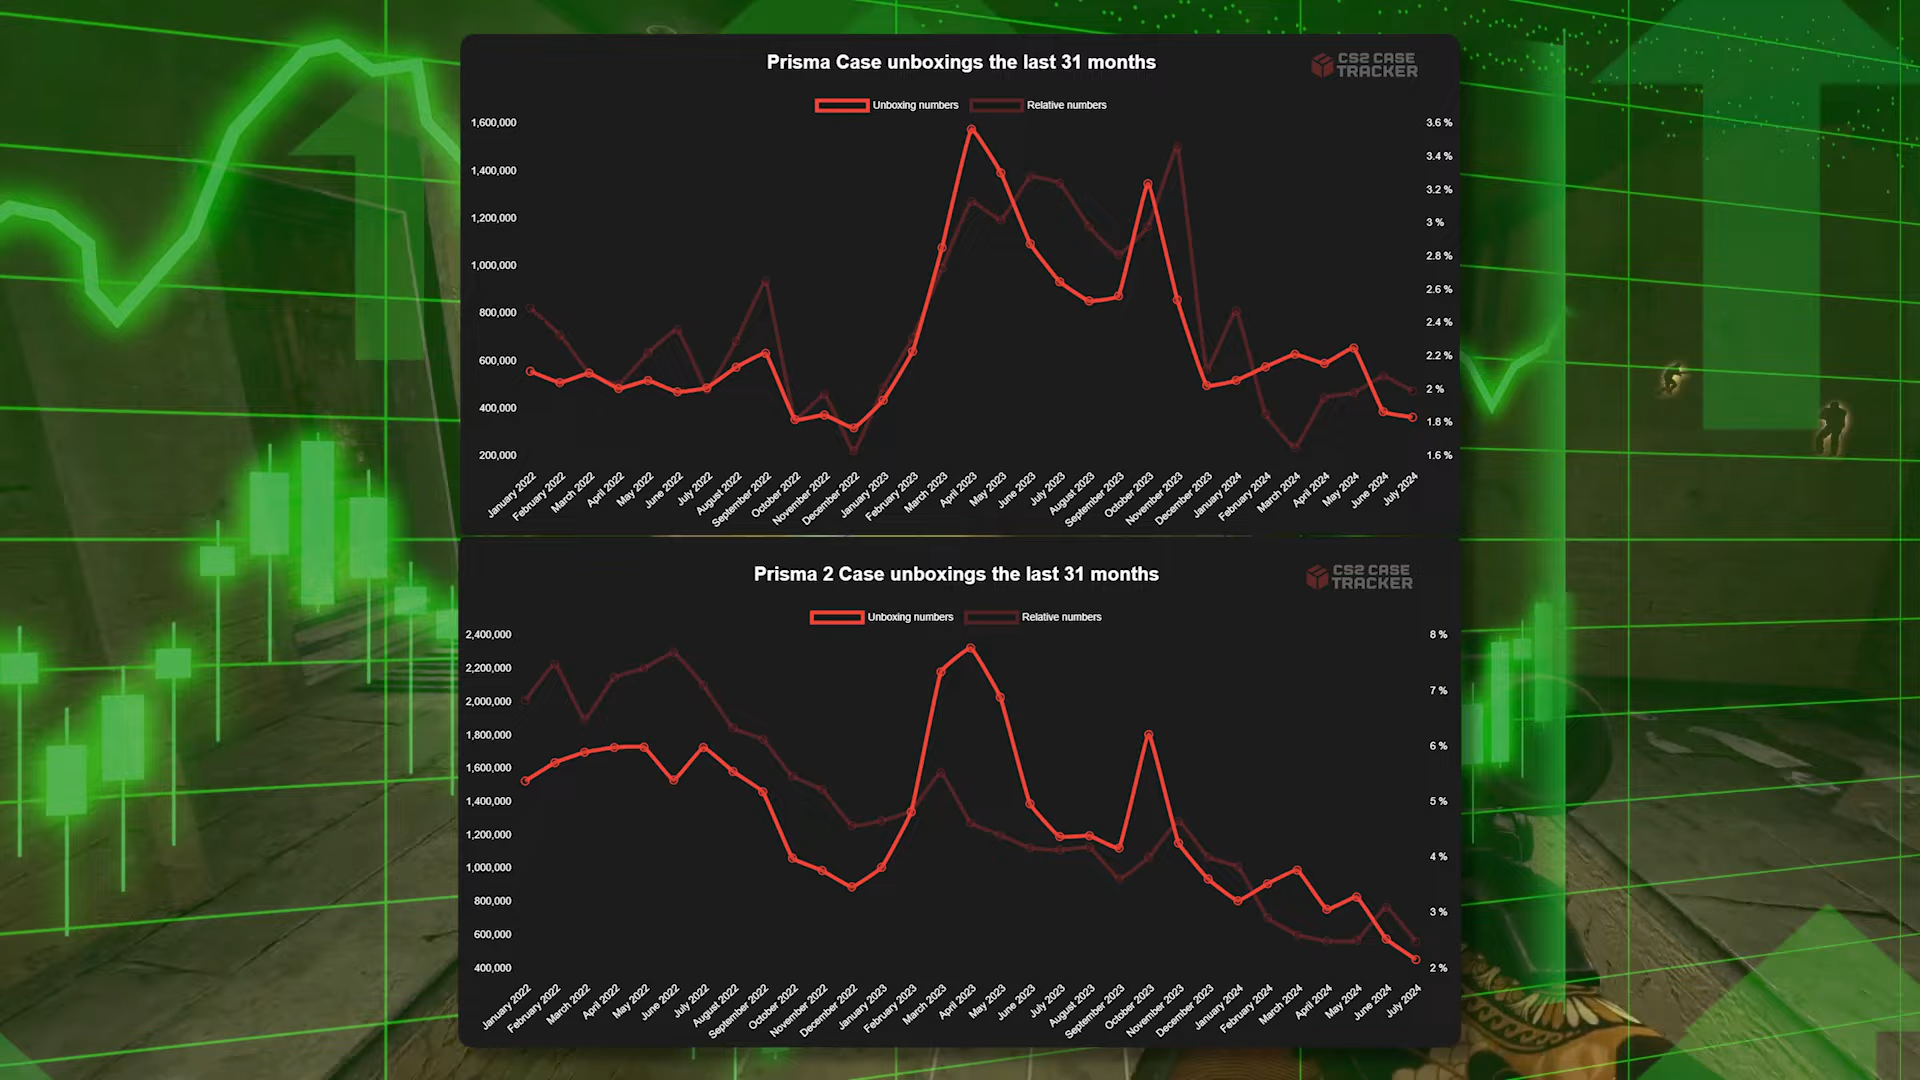 Prisma Case unboxings the last 31 months
CS2 CASE
TRACKER
Unboxing numbers
Relative numbers
1,600,000
1,400,000
1,200,000
1,000,000
800,000
600,000
400,000
200,000
3.6 %
3.4 %
3.2 %
3 %
2.8 %
2.6 %
2.4 %
2.2 %
2 %
1.8 %
1.6 %
January 2022
February 2022
March 2022
April 2022
May 2022
June 2022
July 2022
August 2022
September 2022
October 2022
November 2022
December 2022
January 2023
February 2023
March 2023
April 2023
May 2023
June 2023
July 2023
August 2023
September 2023
October 2023
November 2023
December 2023
January 2024
February 2024
March 2024
April 2024
May 2024
June 2024
July 2024
Prisma 2 Case unboxings the last 31 months
CS2 CASE
TRACKER
Unboxing numbers
Relative numbers
2,400,000
2,200,000
2,000,000
1,800,000
1,600,000
1,400,000
1,200,000
1,000,000
800,000
600,000
400,000
8 %
7 %
6 %
5 %
4 %
3 %
2 %
January 2022
February 2022
March 2022
April 2022
May 2022
June 2022
July 2022
August 2022
September 2022
October 2022
November 2022
December 2022
January 2023
February 2023
March 2023
April 2023
May 2023
June 2023
July 2023
August 2023
September 2023
October 2023
November 2023
December 2023
January 2024
February 2024
March 2024
April 2024
May 2024
June 2024
July 2024